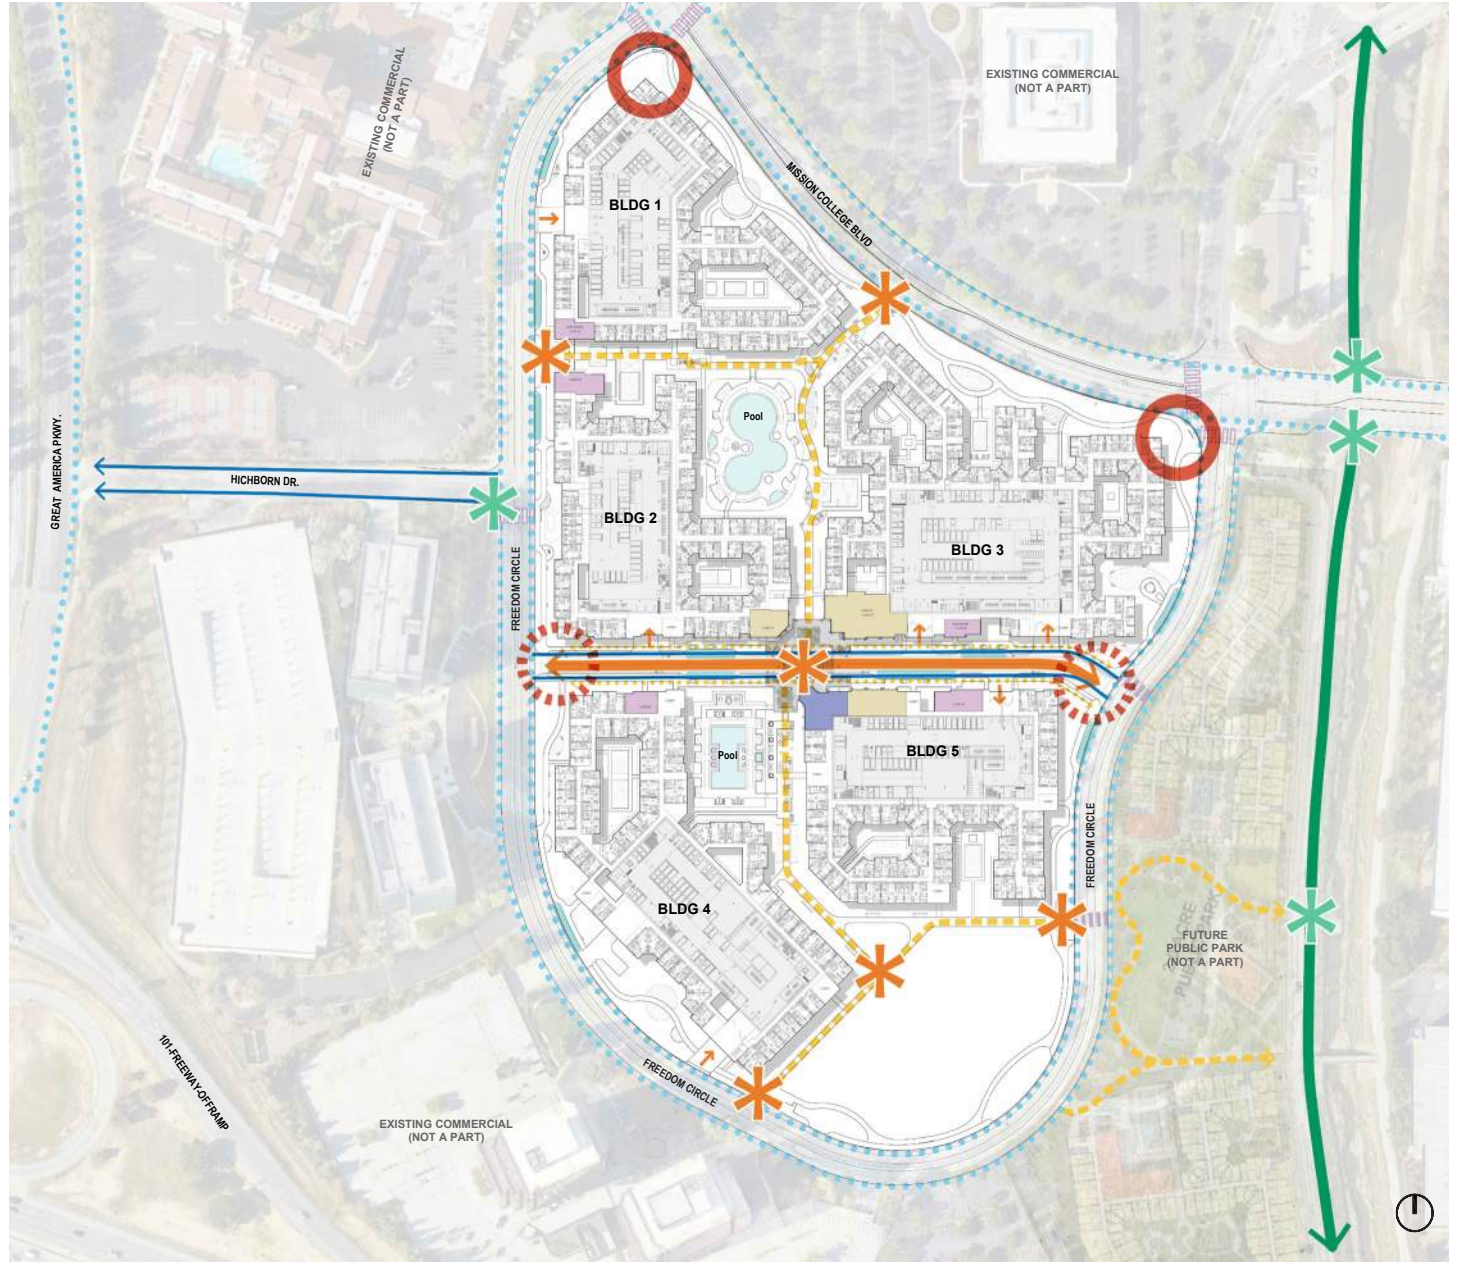 EXISTING COMMERCIAL
(NOT A PART)
EXISTING COMMERCIAL
(NOT A PART)
BLDG 1
MISSION COLLEGE BLVD
Pool
GREAT AMERICA PKWY.
HICHBORN DR.
BLDG 2
BLDG 3
FREEDOM CIRCLE
Pool
BLDG 5
FREEDOM CIRCLE
BLDG 4
FUTURE
PUBLIC PARK
(NOT A PART)
101-FREEWAY-OFFRAMP
FREEDOM CIRCLE
EXISTING COMMERCIAL
(NOT A PART)